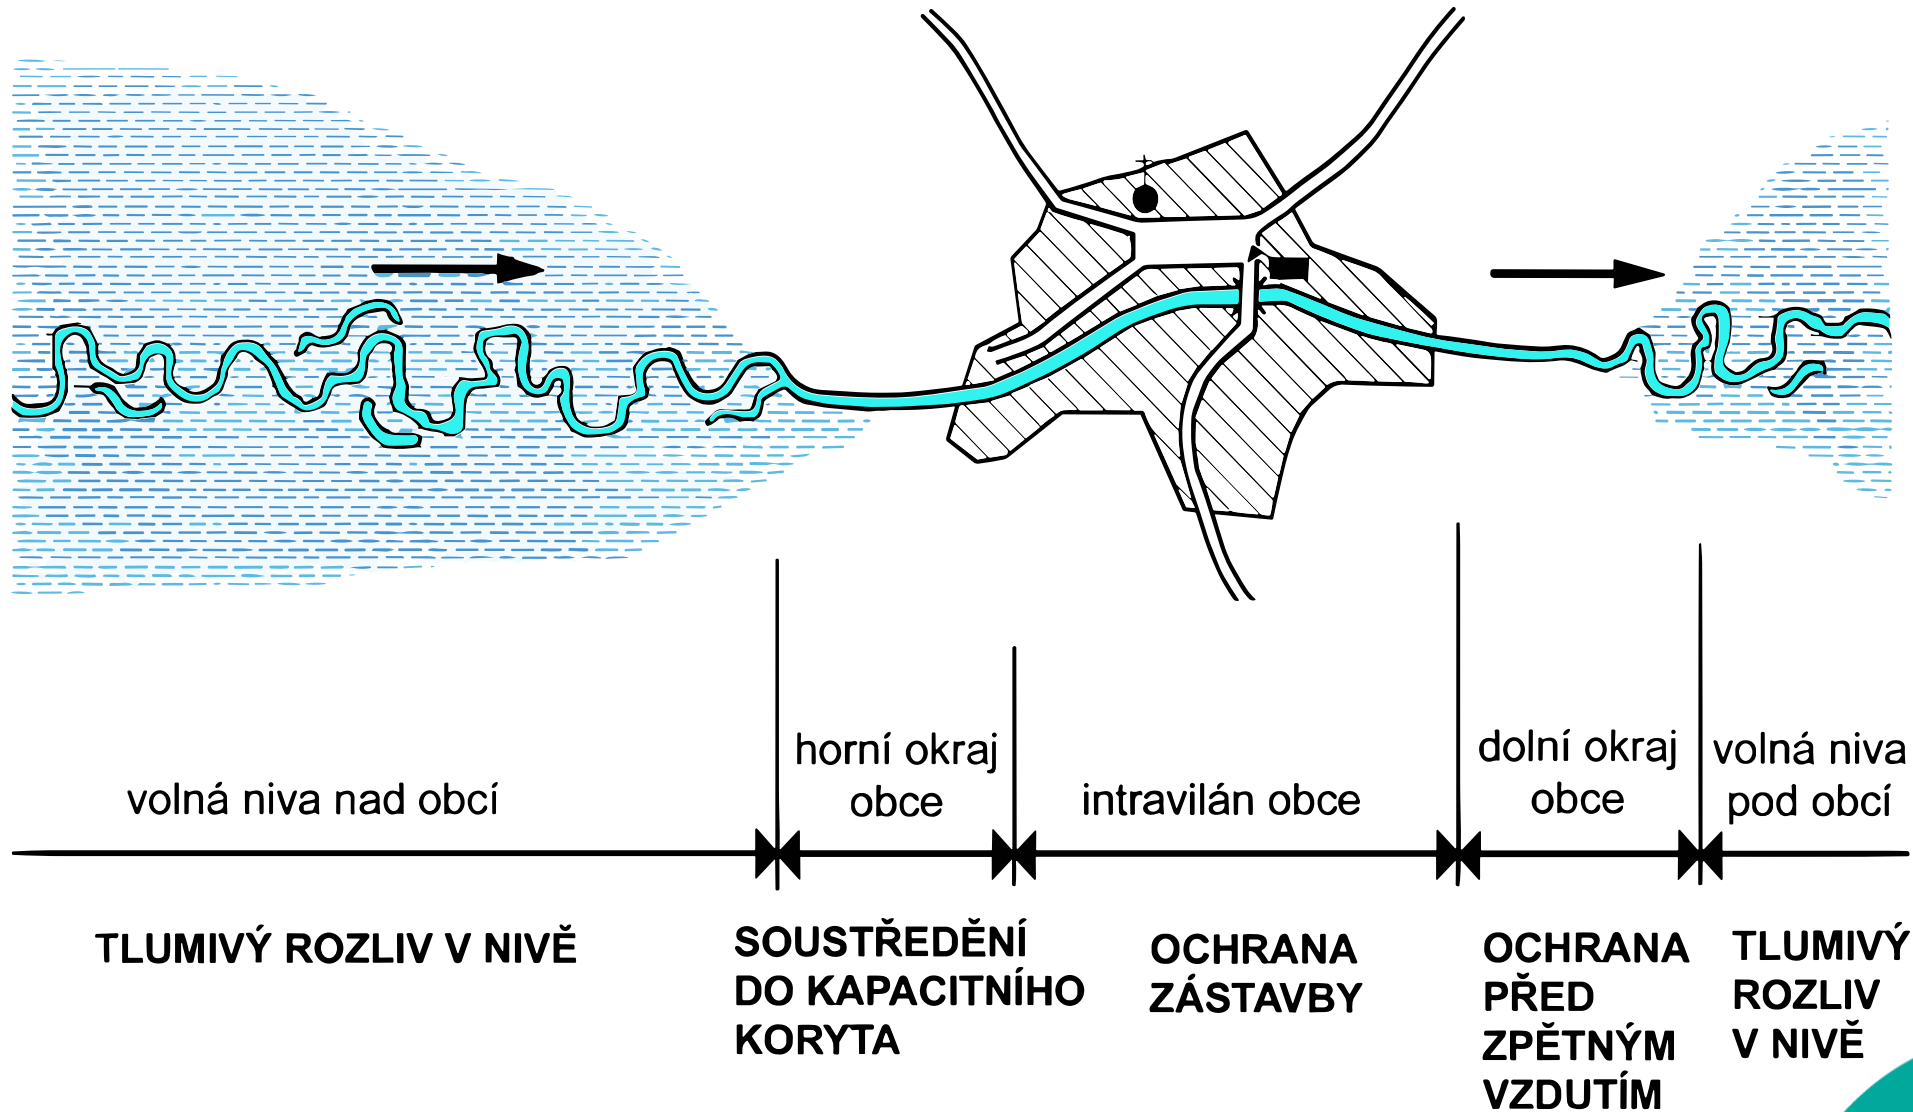 volná niva nad obcí
horní okraj
obce
intravilán obce
dolní okraj
obce
volná niva
pod obcí
TLUMIVÝ ROZLIV V NIVĚ
SOUSTŘEDĚNÍ
DO KAPACITNÍHO
KORYTA
OCHRANA
ZÁSTAVBY
OCHRANA
PŘED
ZPĚTNÝM
VZDUTÍM
TLUMIVÝ
ROZLIV
V NIVĚ